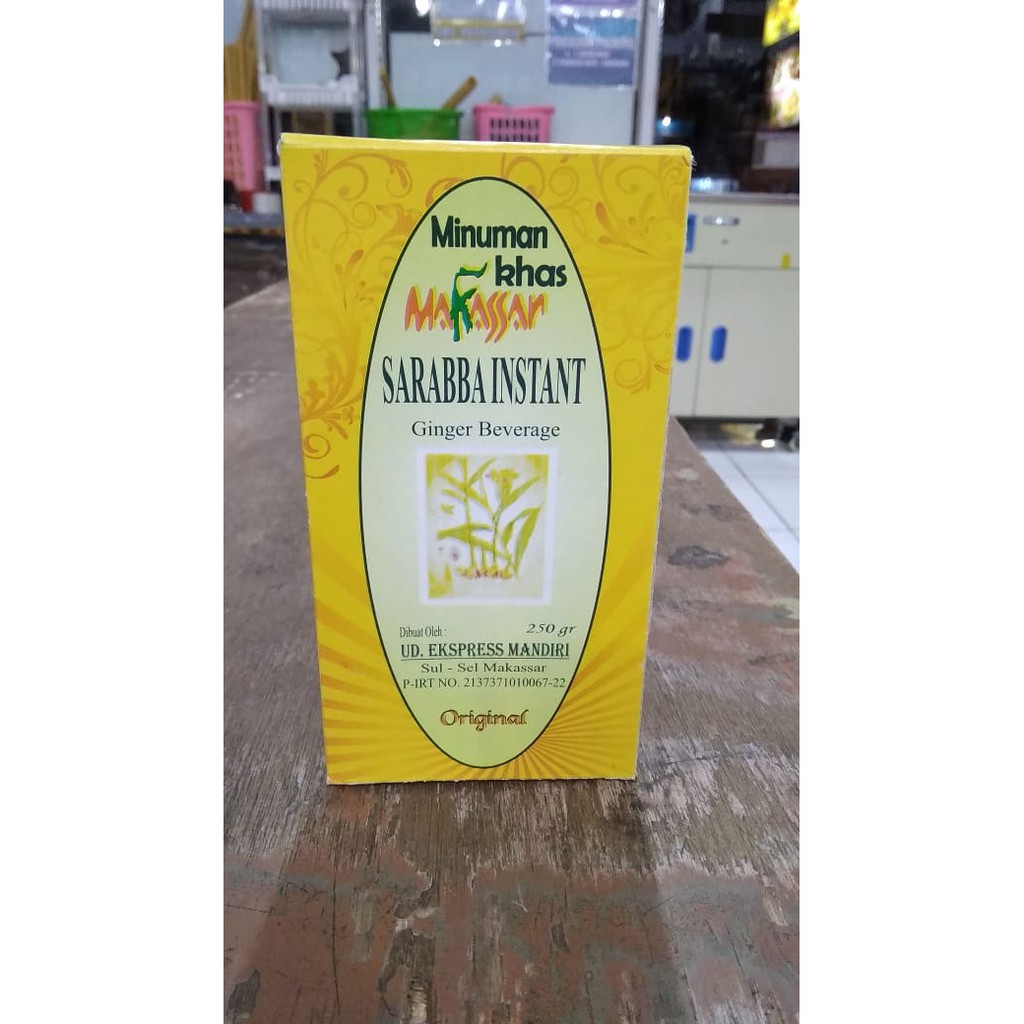 Minuman
khas
Makassar
SARABBA INSTANT
Ginger Beverage
250 gr
Dibuat Oleh :
UD. EKSPRESS MANDIRI
Sul - Sel Makassar
P-IRT NO. 2137371010067-22
Original